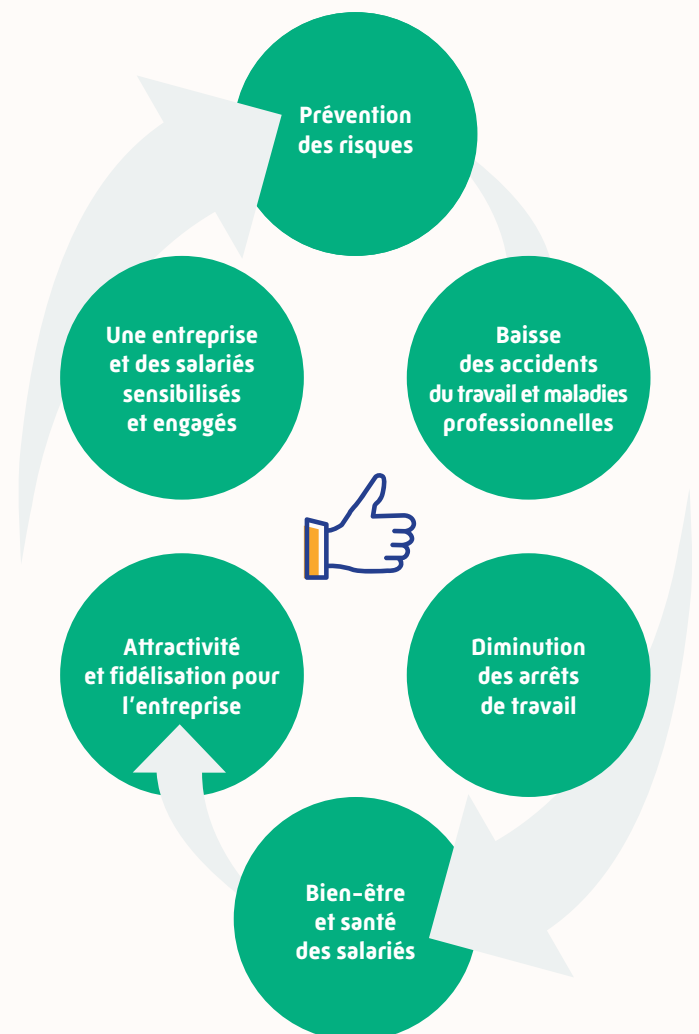 Prévention
des risques
Baisse
des accidents
du travail et maladies
professionnelles
Diminution
des arrêts
de travail
Bien-être
et santé
des salariés
Attractivité
et fidélisation pour
l'entreprise
Une entreprise
et des salariés
sensibilisés
et engagés